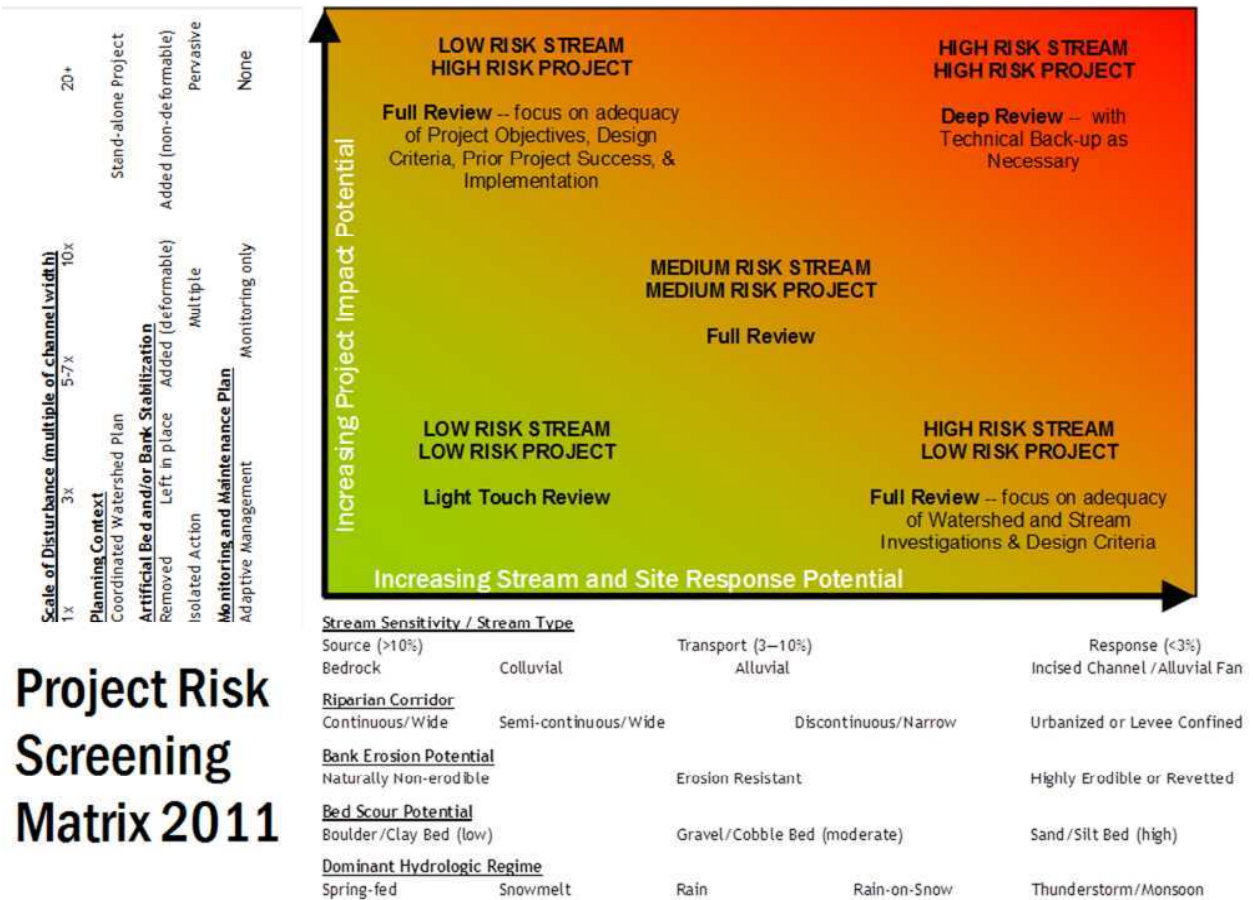 Scale of Disturbance (multiple of channel width)
1x 3x 5-7x 10x 20+
Planning Context
Coordinated Watershed Plan Stand-alone Project
Artificial Bed and/or Bank Stabilization
Removed Left in place Added (deformable) Added (non-deformable)
Isolated Action Multiple Pervasive
Monitoring and Maintenance Plan
Adaptive Management Monitoring only None
Increasing Project Impact Potential
LOW RISK STREAM
HIGH RISK PROJECT
Full Review -- focus on adequacy
of Project Objectives, Design
Criteria, Prior Project Success, &
Implementation
HIGH RISK STREAM
HIGH RISK PROJECT
Deep Review -- with
Technical Back-up as
Necessary
MEDIUM RISK STREAM
MEDIUM RISK PROJECT
Full Review
LOW RISK STREAM
LOW RISK PROJECT
Light Touch Review
HIGH RISK STREAM
LOW RISK PROJECT
Full Review -- focus on adequacy
of Watershed and Stream
Investigations & Design Criteria
Increasing Stream and Site Response Potential
Stream Sensitivity / Stream Type
Source (>10%) Transport (3—10%) Response (<3%)
Bedrock Colluvial Alluvial Incised Channel /Alluvial Fan
Riparian Corridor
Continuous/Wide Semi-continuous/Wide Discontinuous/Narrow Urbanized or Levee Confined
Bank Erosion Potential
Naturally Non-erodible Erosion Resistant Highly Erodible or Revetted
Bed Scour Potential
Boulder/Clay Bed (low) Gravel/Cobble Bed (moderate) Sand/Silt Bed (high)
Dominant Hydrologic Regime
Spring-fed Snowmelt Rain Rain-on-Snow Thunderstorm/Monsoon
Project Risk
Screening
Matrix 2011